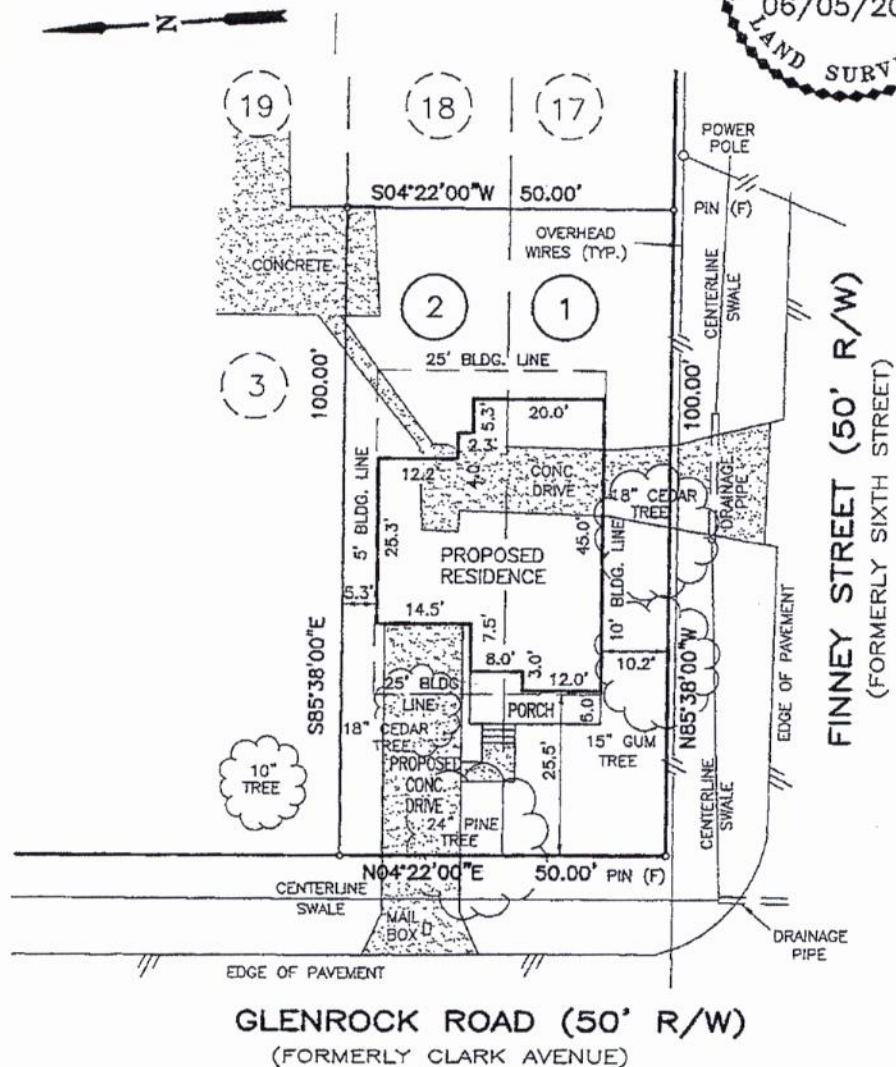 N
06/05/20
LAND SURV
19
18
17
POWER
POLE
S04°22'00"W 50.00'
PIN (F)
OVERHEAD
WIRES (TYP.)
CONCRETE
CENTERLINE
SWALE
2
1
3
25' BLDG. LINE
100.00'
100.00'
FINNEY STREET (50' R/W)
(FORMERLY SIXTH STREET)
5.3'
20.0'
2.3'
12.2'
4.0'
CONC.
DRIVE
18" CEDAR
TREE
DRAINAGE
PIPE
5' BLDG. LINE
25.3'
45.0'
PROPOSED
RESIDENCE
10' BLDG. LINE
5.3'
14.5'
7.5'
8.0'
3.0'
12.0'
10.2'
S85°38'00"E
N85°38'00"W
EDGE OF PAVEMENT
25' BLDG
LINE
PORCH
5.0'
18"
CEDAR
TREE
15" GUM
TREE
25.5'
10"
TREE
PROPOSED
CONC.
DRIVE
24" PINE
TREE
CENTERLINE
SWALE
N04°22'00"E 50.00' PIN (F)
CENTERLINE
SWALE
MAIL
BOX
DRAINAGE
PIPE
EDGE OF PAVEMENT
GLENROCK ROAD (50' R/W)
(FORMERLY CLARK AVENUE)